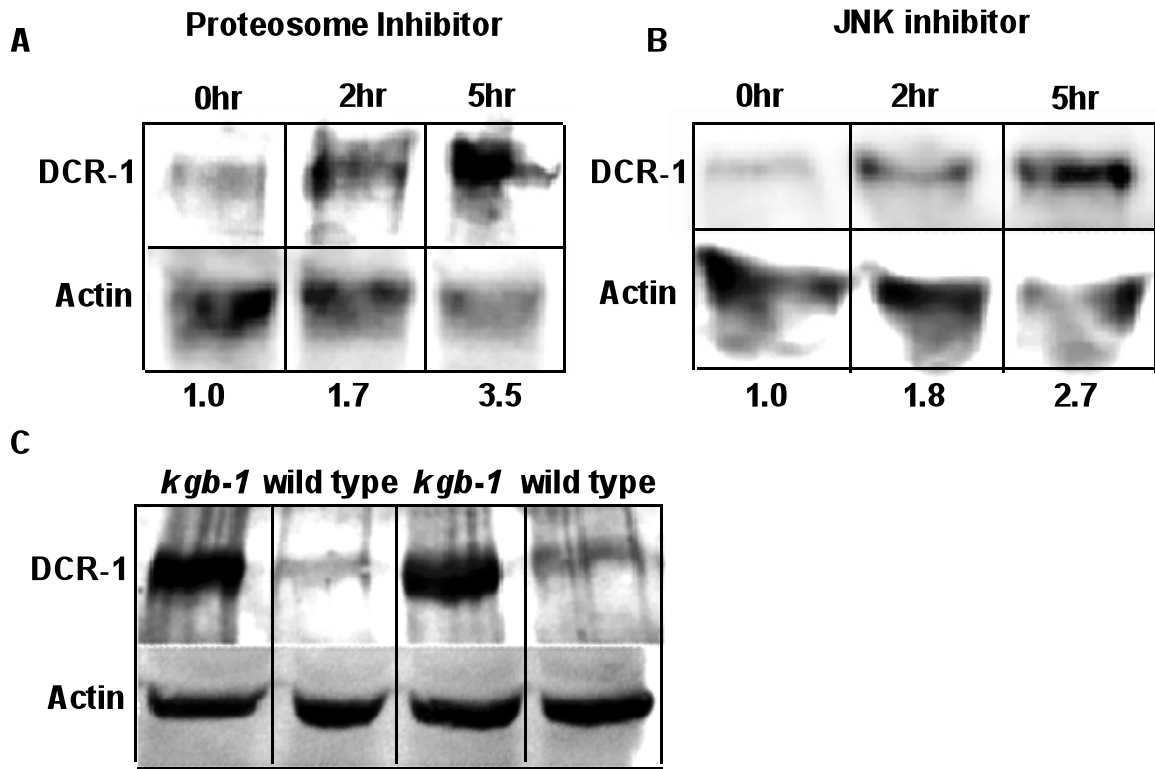 A Proteosome Inhibitor
0hr 2hr 5hr
DCR-1
Actin
1.0 1.7 3.5
B JNK inhibitor
0hr 2hr 5hr
DCR-1
Actin
1.0 1.8 2.7
C
kgb-1 wild type kgb-1 wild type
DCR-1
Actin